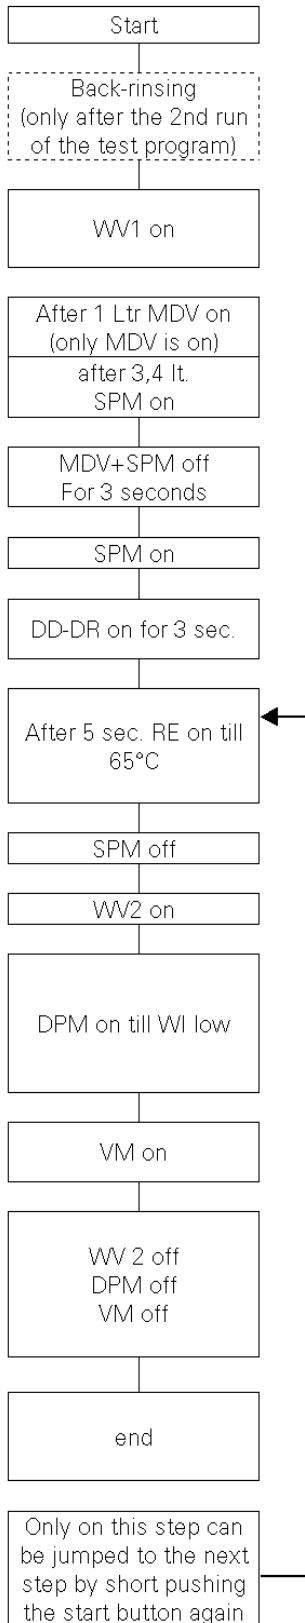 Start
Back-rinsing
(only after the 2nd run
of the test program)
WV1 on
After 1 Ltr MDV on
(only MDV is on)
after 3,4 lt.
SPM on
MDV+SPM off
For 3 seconds
SPM on
DD-DR on for 3 sec.
After 5 sec. RE on till
65°C
SPM off
WV2 on
DPM on till WI low
VM on
WV 2 off
DPM off
VM off
end
Only on this step can
be jumped to the next
step by short pushing
the start button again